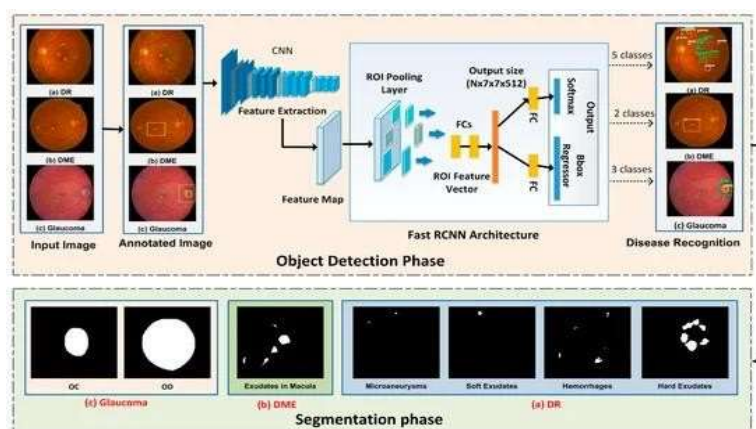 (a) DR
(b) DME
(c) Glaucoma
Input Image
(a) DR
(b) DME
(c) Glaucoma
Annotated Image
CNN
Feature Extraction
Feature Map
ROI Pooling
Layer
Output size
(Nx7x7x512)
FCs
ROI Feature
Vector
FC
FC
Softmax
Bbox
Regressor
Output
Fast RCNN Architecture
5 classes
2 classes
3 classes
(a) DR
(b) DME
(c) Glaucoma
Disease Recognition
Object Detection Phase
OC
OD
(c) Glaucoma
Exudates in Macula
(b) DME
Microaneurysms
Soft Exudates
Hemorrhages
Hard Exudates
(a) DR
Segmentation phase